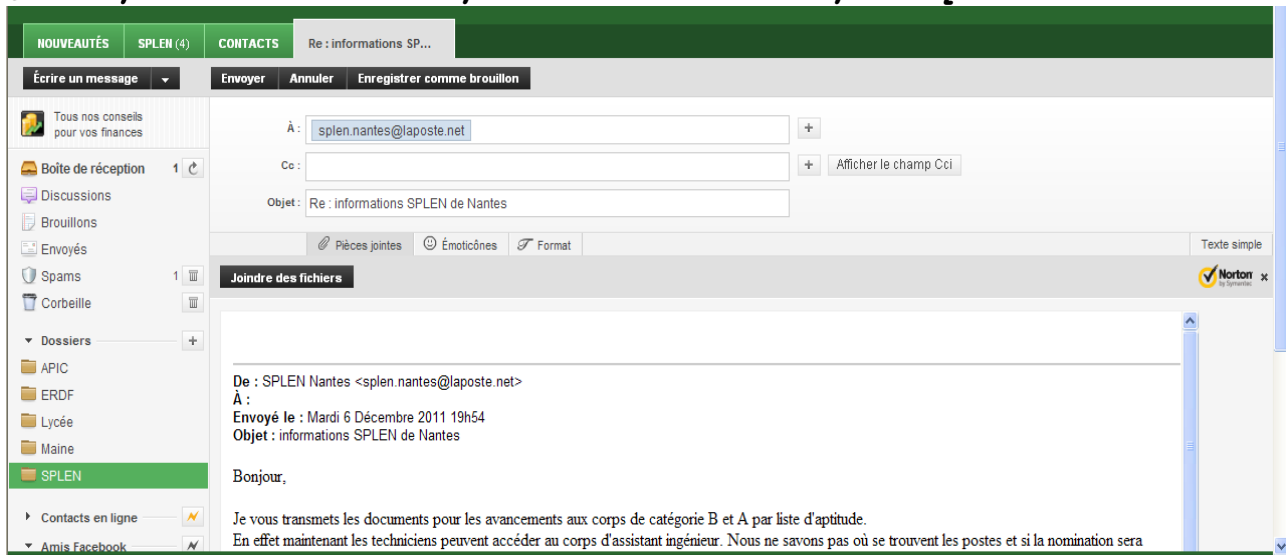 NOUVEAUTÉS SPLEN (4) CONTACTS Re : informations SP...
Écrire un message Envoyer Annuler Enregistrer comme brouillon
Tous nos conseils
pour vos finances
À : splen.nantes@laposte.net +
Boîte de réception 1
Cc : + Afficher le champ Cci
Discussions
Objet : Re : informations SPLEN de Nantes
Brouillons
Envoyés
Pièces jointes Émoticônes Format Texte simple
Spams 1
Joindre des fichiers
Norton
by Symantec
x
Corbeille
Dossiers +
APIC
ERDF
Lycée
Maine
SPLEN
Contacts en ligne
Amis Facebook
De : SPLEN Nantes <splen.nantes@laposte.net>
À :
Envoyé le : Mardi 6 Décembre 2011 19h54
Objet : informations SPLEN de Nantes
Bonjour,
Je vous transmets les documents pour les avancements aux corps de catégorie B et A par liste d'aptitude.
En effet maintenant les techniciens peuvent accéder au corps d'assistant ingénieur. Nous ne savons pas où se trouvent les postes et si la nomination sera